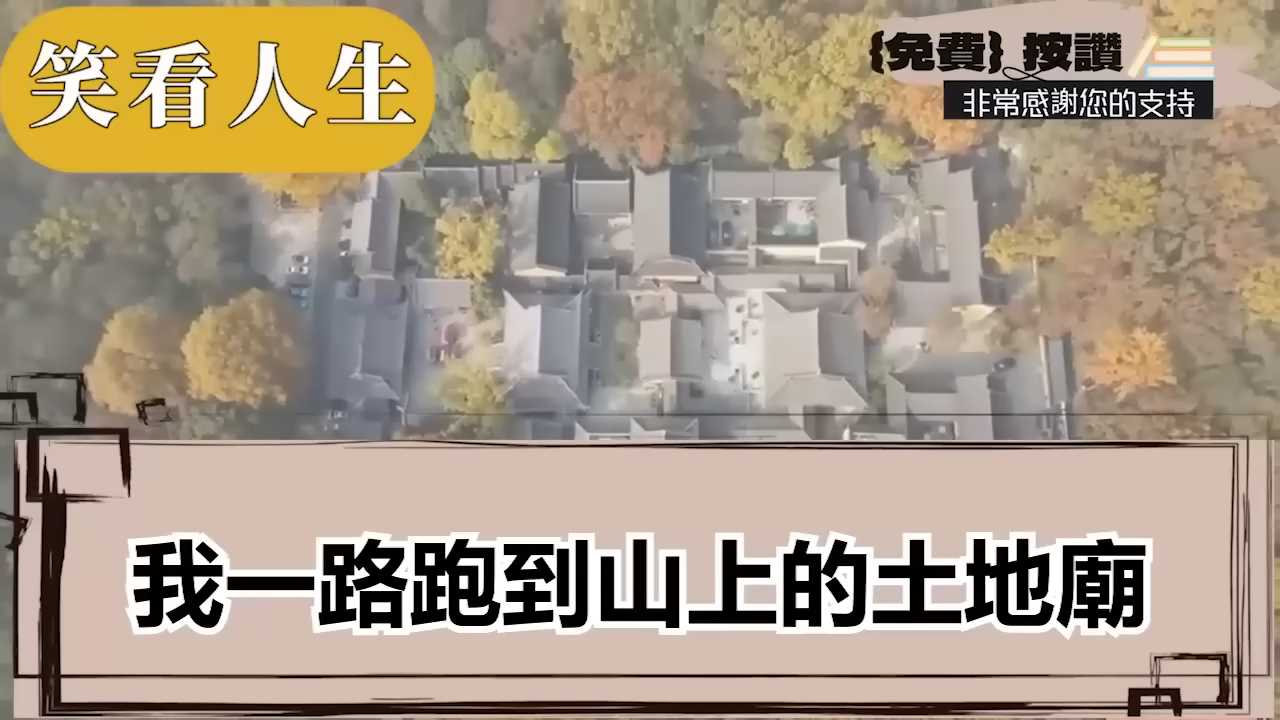 笑看人生
{免費} 按讚
非常感謝您的支持
我一路跑到山上的土地廟